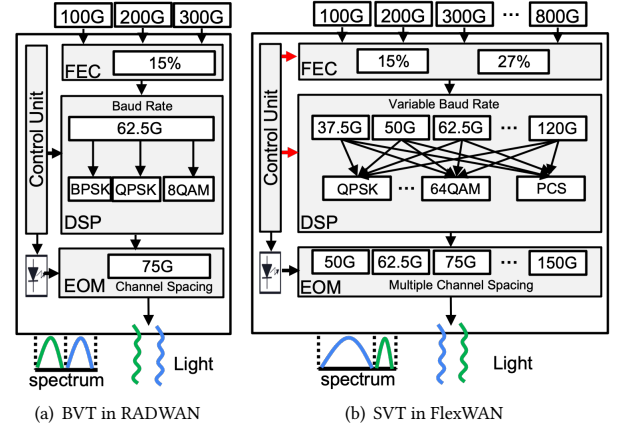 100G 200G 300G
Control Unit
15%
FEC
Baud Rate
62.5G
BPSK QPSK 8QAM
DSP
75G
Channel Spacing
EOM
Light
spectrum
(a) BVT in RADWAN
100G 200G 300G ··· 800G
Control Unit
15% 27%
FEC
Variable Baud Rate
37.5G 50G 62.5G ··· 120G
QPSK ··· 64QAM PCS
DSP
50G 62.5G 75G ··· 150G
EOM Multiple Channel Spacing
Light
spectrum
(b) SVT in FlexWAN